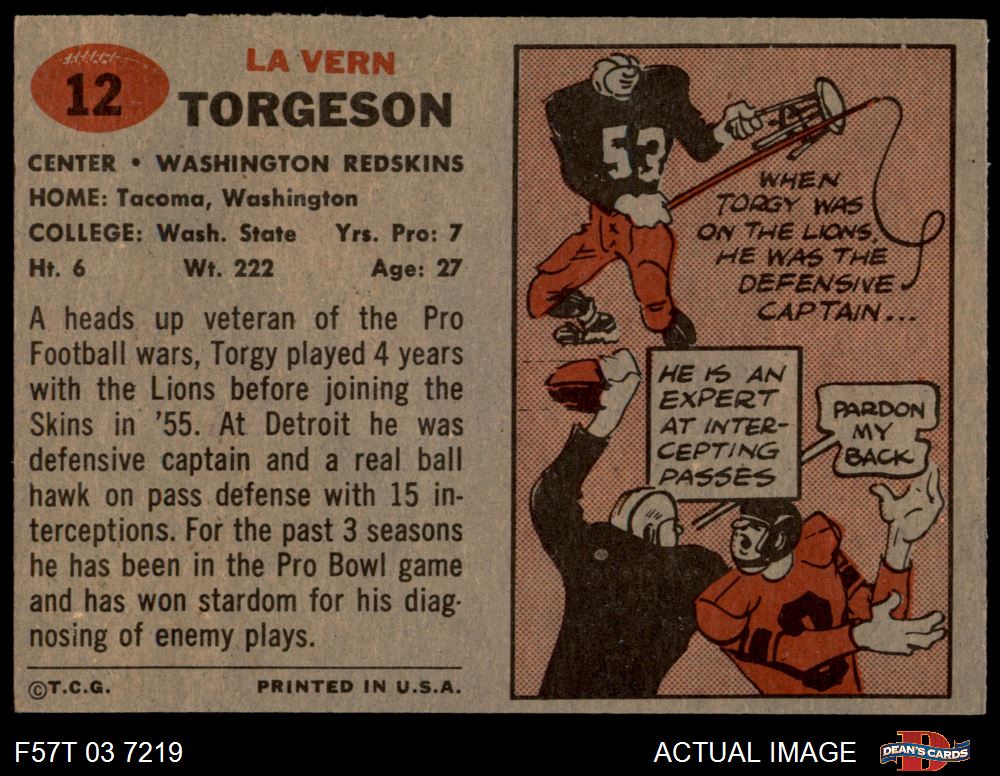 12
LA VERN
TORGESON
CENTER • WASHINGTON REDSKINS
HOME: Tacoma, Washington
COLLEGE: Wash. State Yrs. Pro: 7
Ht. 6 Wt. 222 Age: 27
A heads up veteran of the Pro
Football wars, Torgy played 4 years
with the Lions before joining the
Skins in '55. At Detroit he was
defensive captain and a real ball
hawk on pass defense with 15 in-
terceptions. For the past 3 seasons
he has been in the Pro Bowl game
and has won stardom for his diag-
nosing of enemy plays.
©T.C.G. PRINTED IN U.S.A.
53
WHEN
TORGY WAS
ON THE LIONS,
HE WAS THE
DEFENSIVE
CAPTAIN...
HE IS AN
EXPERT
AT INTER-
CEPTING
PASSES
PARDON
MY
BACK
F57T 03 7219
ACTUAL IMAGE
D
DEAN'S CARDS